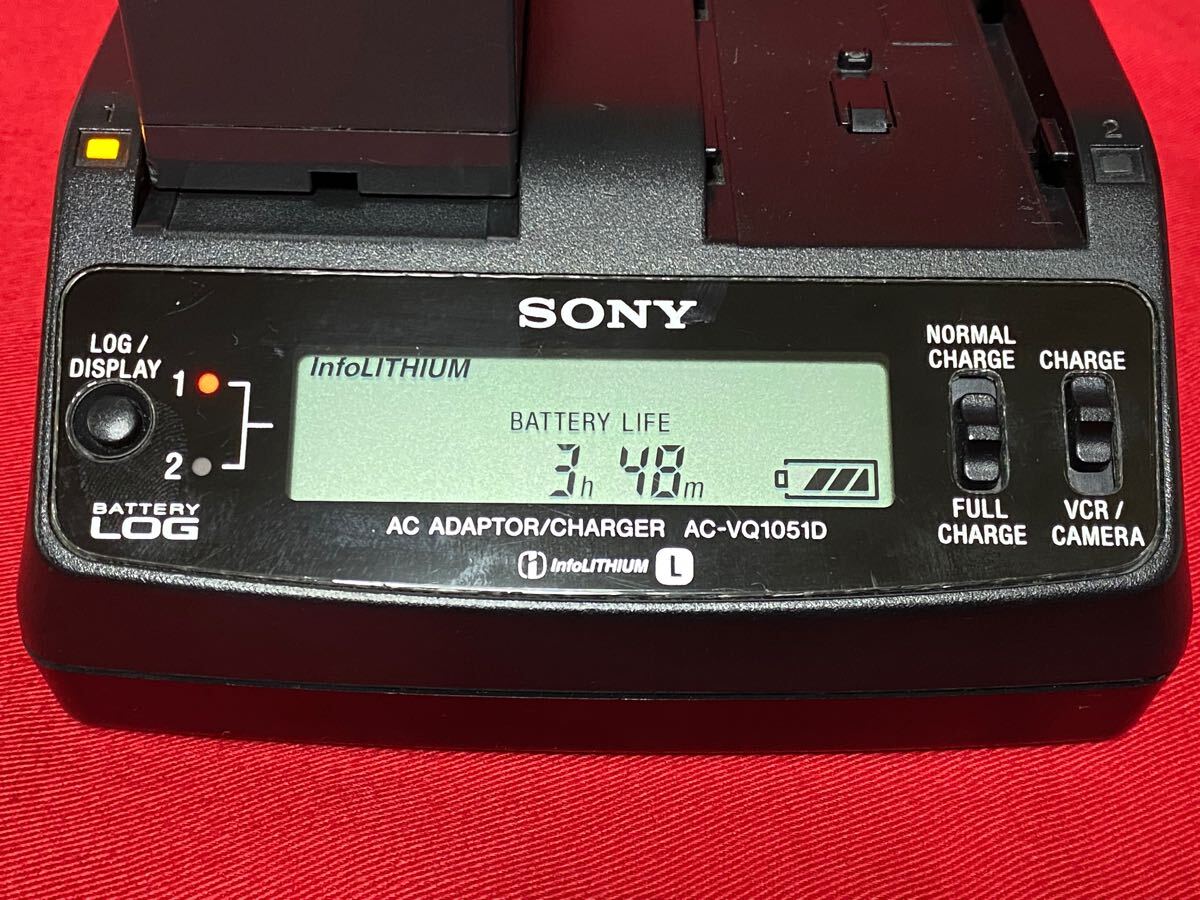 1
2
SONY
LOG /
DISPLAY
1
2
BATTERY
LOG
InfoLITHIUM
BATTERY LIFE
3h 48m
AC ADAPTOR/CHARGER AC-VQ1051D
InfoLITHIUM L
NORMAL
CHARGE
FULL
CHARGE
CHARGE
VCR /
CAMERA